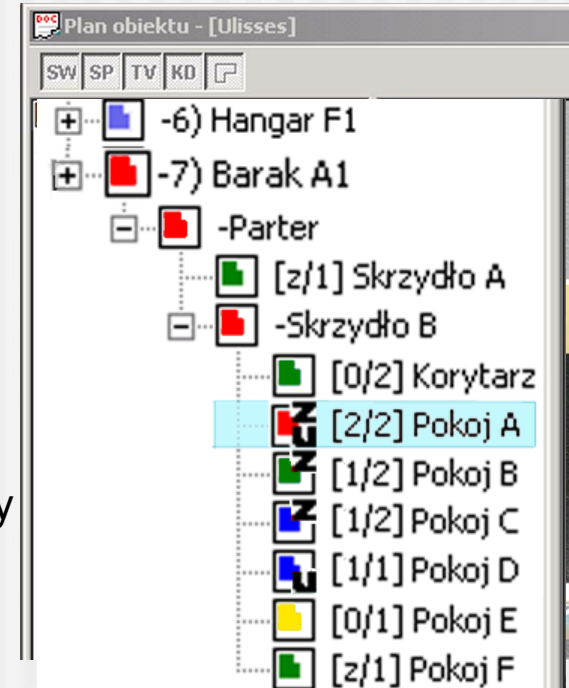 DOC Plan obiektu - [Ulisses]
SW SP TV KD
-6) Hangar F1
-7) Barak A1
-Parter
[z/1] Skrzydło A
-Skrzydło B
[0/2] Korytarz
z u [2/2] Pokoj A
z [1/2] Pokoj B
z [1/2] Pokoj C
y
u [1/1] Pokoj D
[0/1] Pokoj E
[z/1] Pokoj F